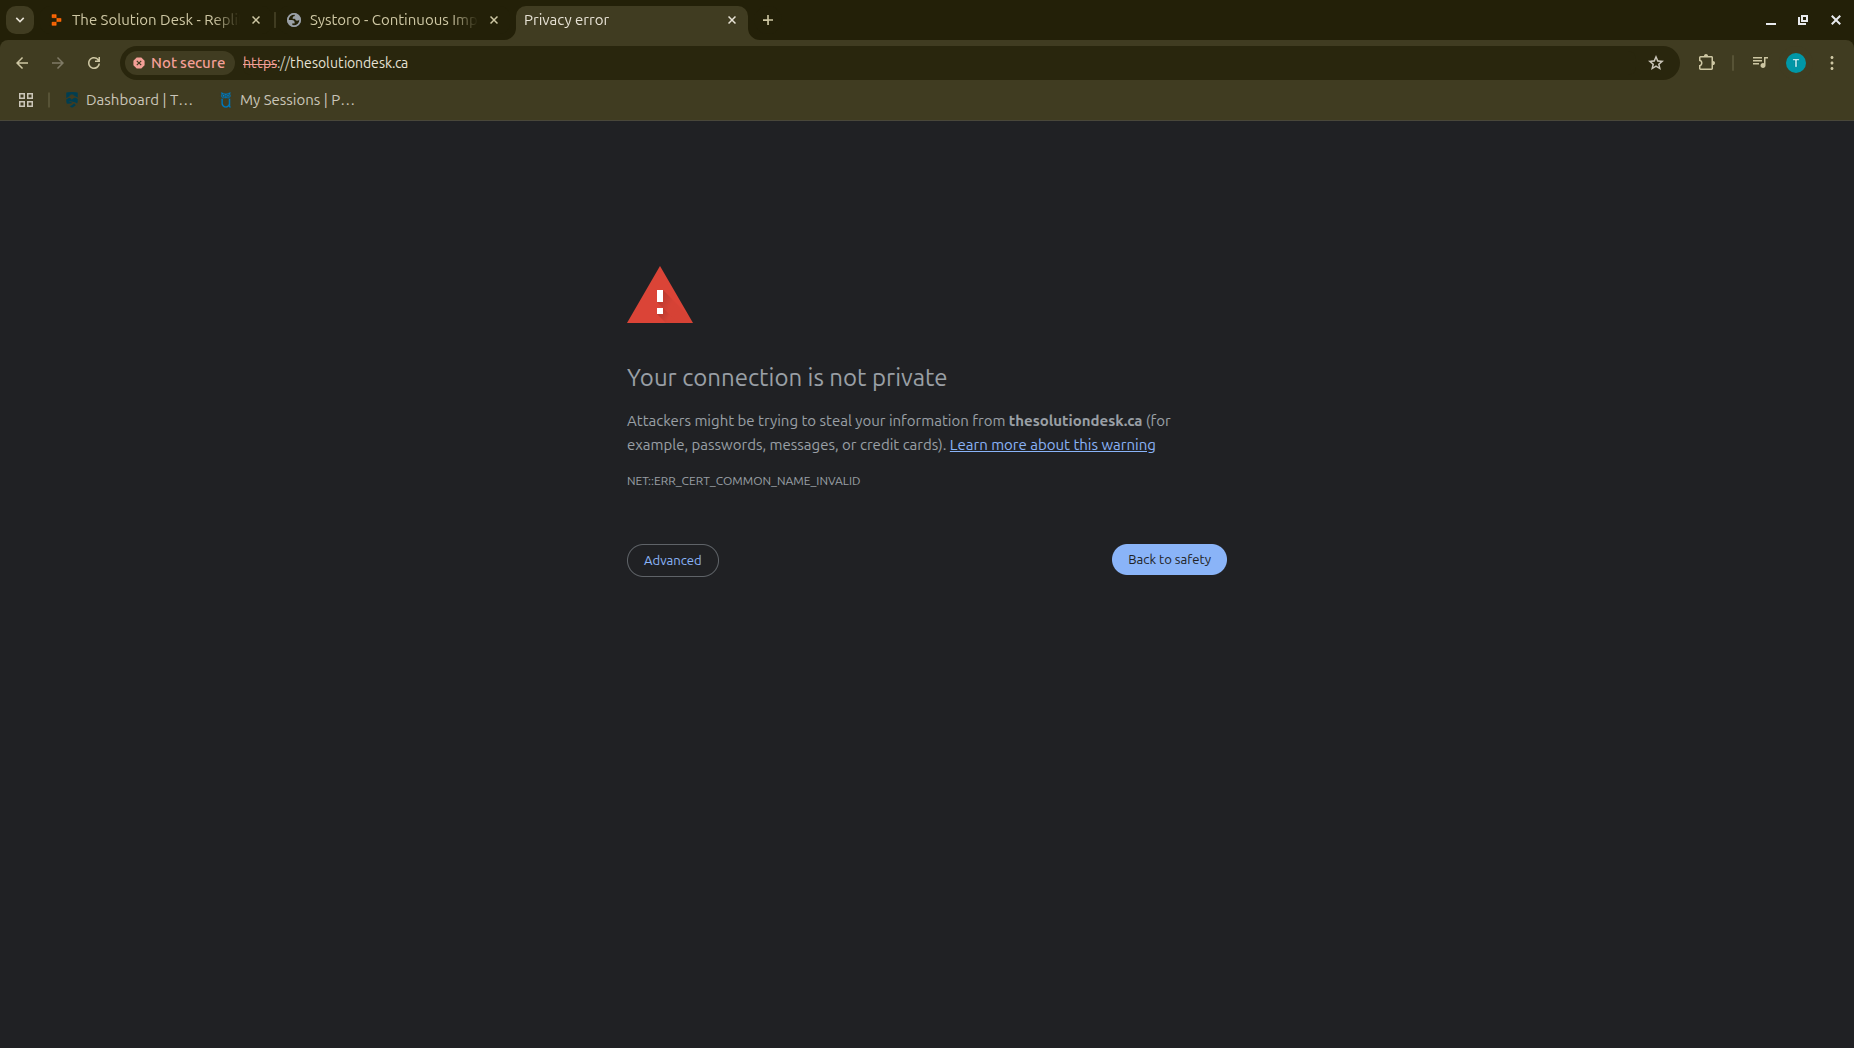 The Solution Desk - Repli
Systoro - Continuous Imp
Privacy error
Not secure
https://thesolutiondesk.ca
T
Dashboard | T...
My Sessions | P...
Your connection is not private
Attackers might be trying to steal your information from thesolutiondesk.ca (for
example, passwords, messages, or credit cards). Learn more about this warning
NET::ERR_CERT_COMMON_NAME_INVALID
Advanced
Back to safety